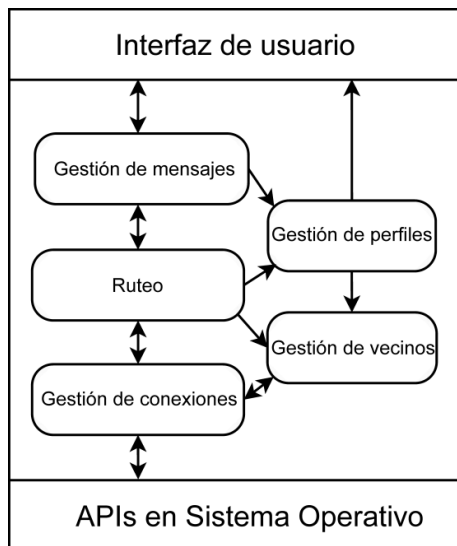 Interfaz de usuario
Gestión de mensajes
Gestión de perfiles
Ruteo
Gestión de vecinos
Gestión de conexiones
APIs en Sistema Operativo